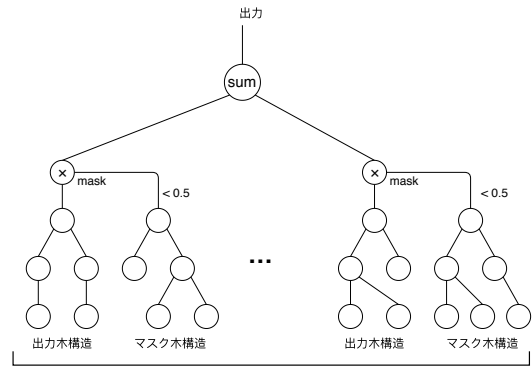 出力
sum
×
mask
< 0.5
×
mask
< 0.5
...
出力木構造
マスク木構造
出力木構造
マスク木構造